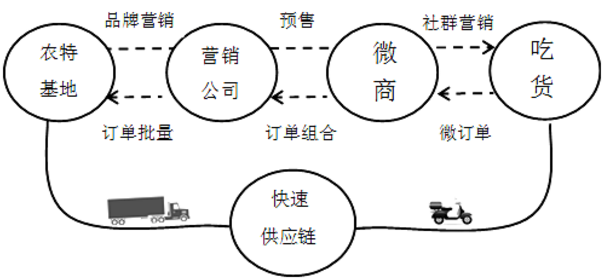 品牌营销
预售
社群营销
农特
基地
营销
公司
微
商
吃
货
订单批量
订单组合
微订单
快速
供应链